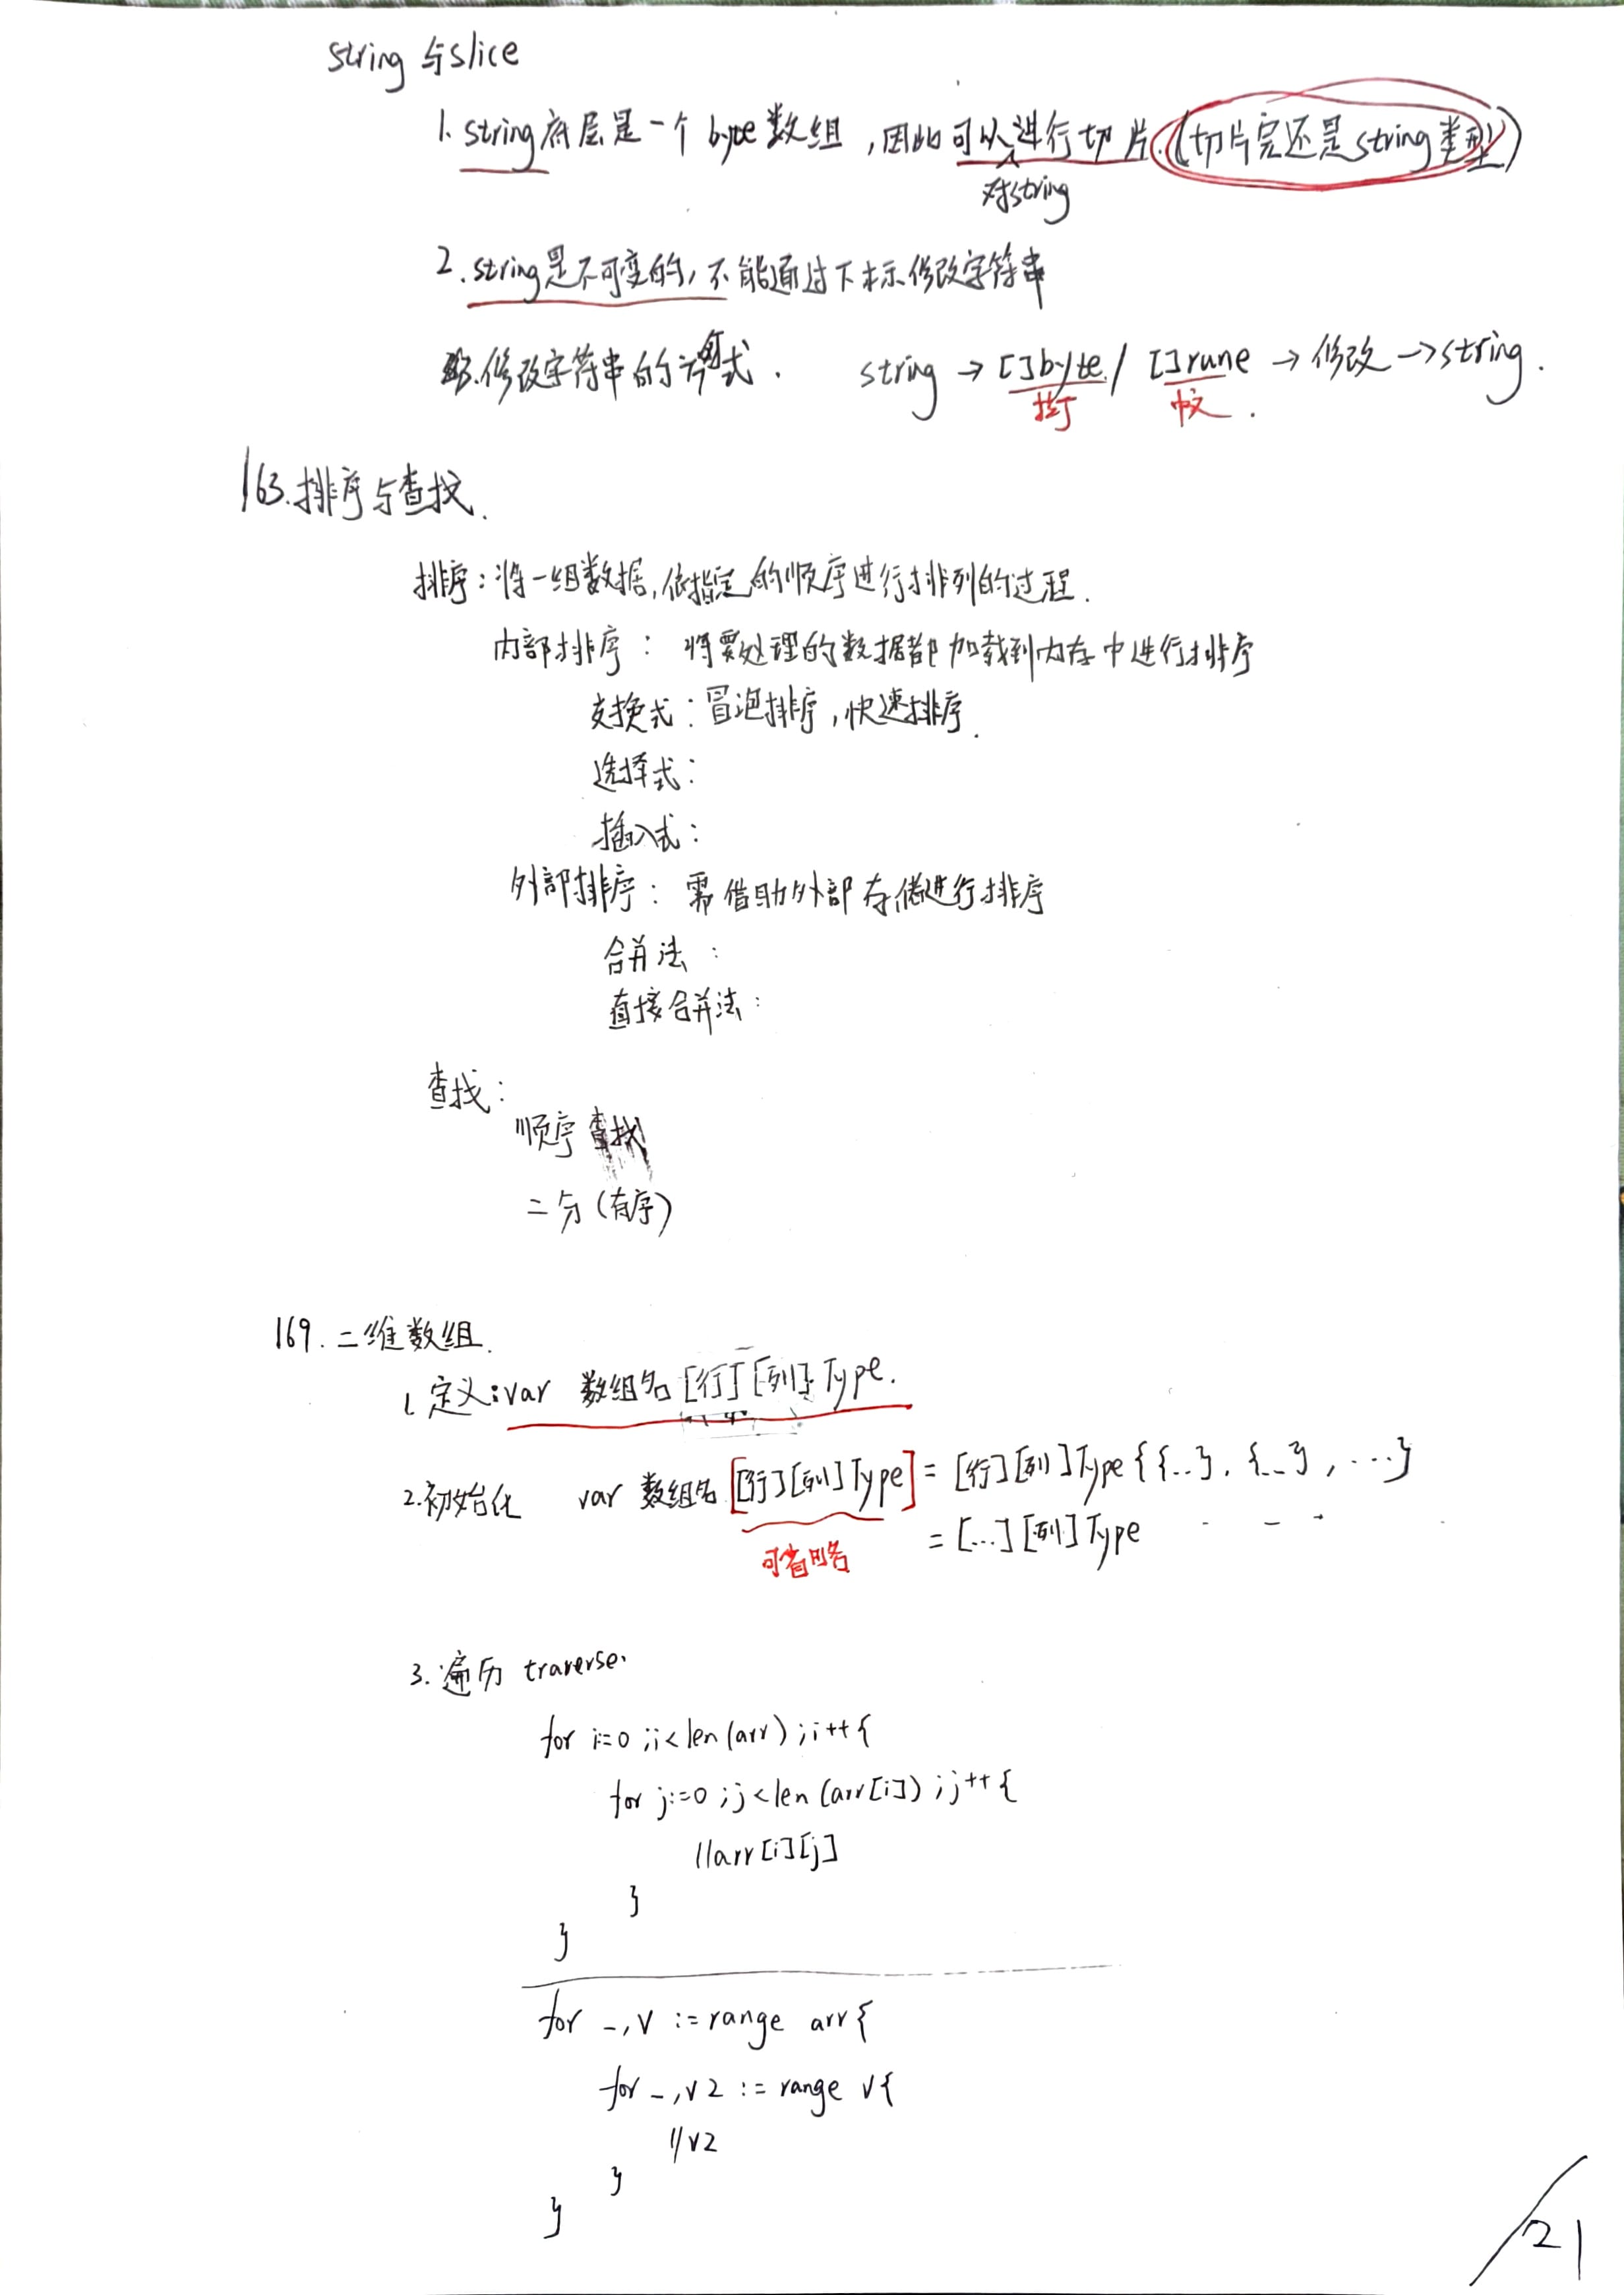 string 与slice
1. string底层是一个byte数组,因此可以对string进行切片.(切片完还是string类型)
2.string是不可变的,不能通过下标修改字符串
3.修改字符串的方式. string → []byte / []rune → 修改 → string.
中文.
163.排序与查找.
排序:将一组数据,依指定的顺序进行排列的过程.
内部排序: 将要处理的数据都加载到内存中进行排序
交换式:冒泡排序,快速排序.
选择式:
插入式:
外部排序: 需借助外部存储进行排序
合并法:
直接合并法:
查找:
顺序查找
二分(有序)
169.二维数组.
1.定义:var 数组名[行][列]Type.
2.初始化 var 数组名[行][列]Type = [行][列]Type{{..},{..},...}
可省略 = [...][列]Type - - -
3.遍历 traverse.
for i:=0;i<len(arr);i++{
for j:=0;j<len(arr[i]);j++{
//arr[i][j]
}
}
for _,v :=range arr{
for _,v2 := range v{
//v2
}
}
/21